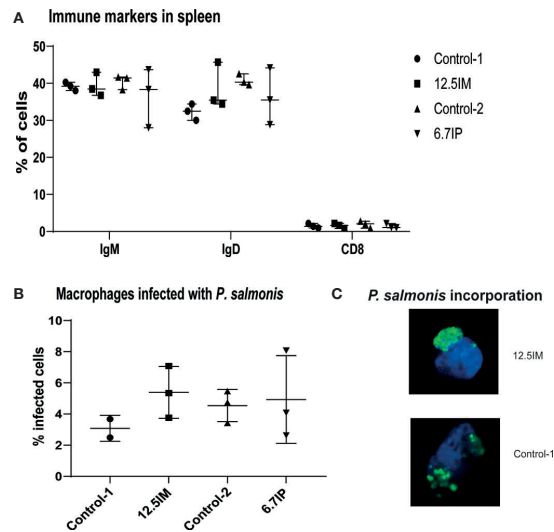 A Immune markers in spleen
% of cells
50
40
30
20
10
0
IgM IgD CD8
Control-1
12.5IM
Control-2
6.7IP
B Macrophages infected with P. salmonis
% infected cells
10
8
6
4
2
0
Control-1 12.5IM Control-2 6.7IP
C P. salmonis incorporation
12.5IM
Control-1